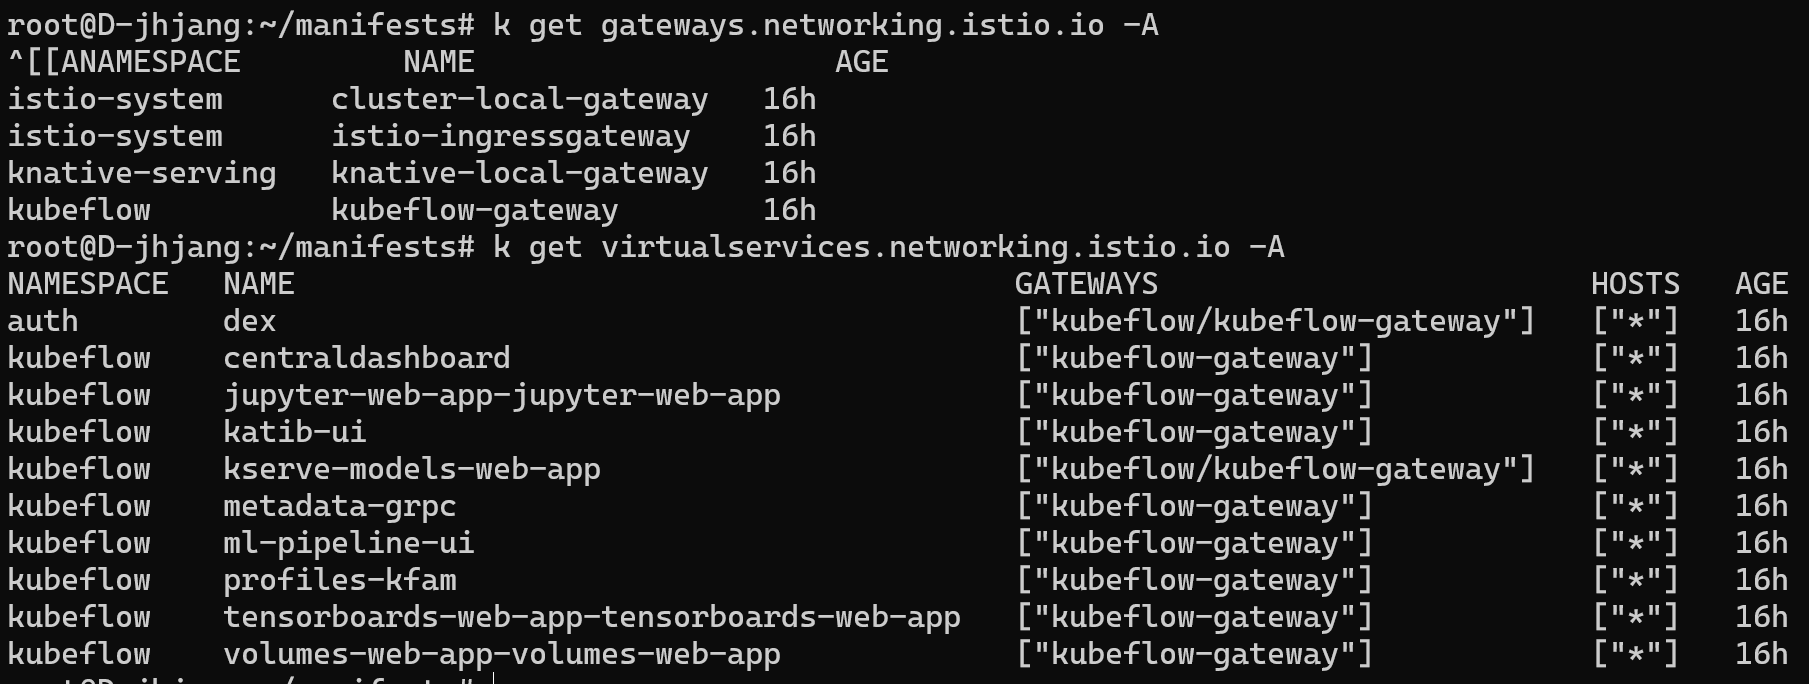 root@D-jhjang:~/manifests# k get gateways.networking.istio.io -A
^[[ANAMESPACE         NAME                    AGE
istio-system      cluster-local-gateway   16h
istio-system      istio-ingressgateway    16h
knative-serving   knative-local-gateway   16h
kubeflow          kubeflow-gateway        16h
root@D-jhjang:~/manifests# k get virtualservices.networking.istio.io -A
NAMESPACE   NAME                                        GATEWAYS                        HOSTS   AGE
auth        dex                                         ["kubeflow/kubeflow-gateway"]   ["*"]   16h
kubeflow    centraldashboard                            ["kubeflow-gateway"]            ["*"]   16h
kubeflow    jupyter-web-app-jupyter-web-app             ["kubeflow-gateway"]            ["*"]   16h
kubeflow    katib-ui                                    ["kubeflow-gateway"]            ["*"]   16h
kubeflow    kserve-models-web-app                       ["kubeflow/kubeflow-gateway"]   ["*"]   16h
kubeflow    metadata-grpc                               ["kubeflow-gateway"]            ["*"]   16h
kubeflow    ml-pipeline-ui                              ["kubeflow-gateway"]            ["*"]   16h
kubeflow    profiles-kfam                               ["kubeflow-gateway"]            ["*"]   16h
kubeflow    tensorboards-web-app-tensorboards-web-app   ["kubeflow-gateway"]            ["*"]   16h
kubeflow    volumes-web-app-volumes-web-app             ["kubeflow-gateway"]            ["*"]   16h
root@D-jhjang:~/manifests#